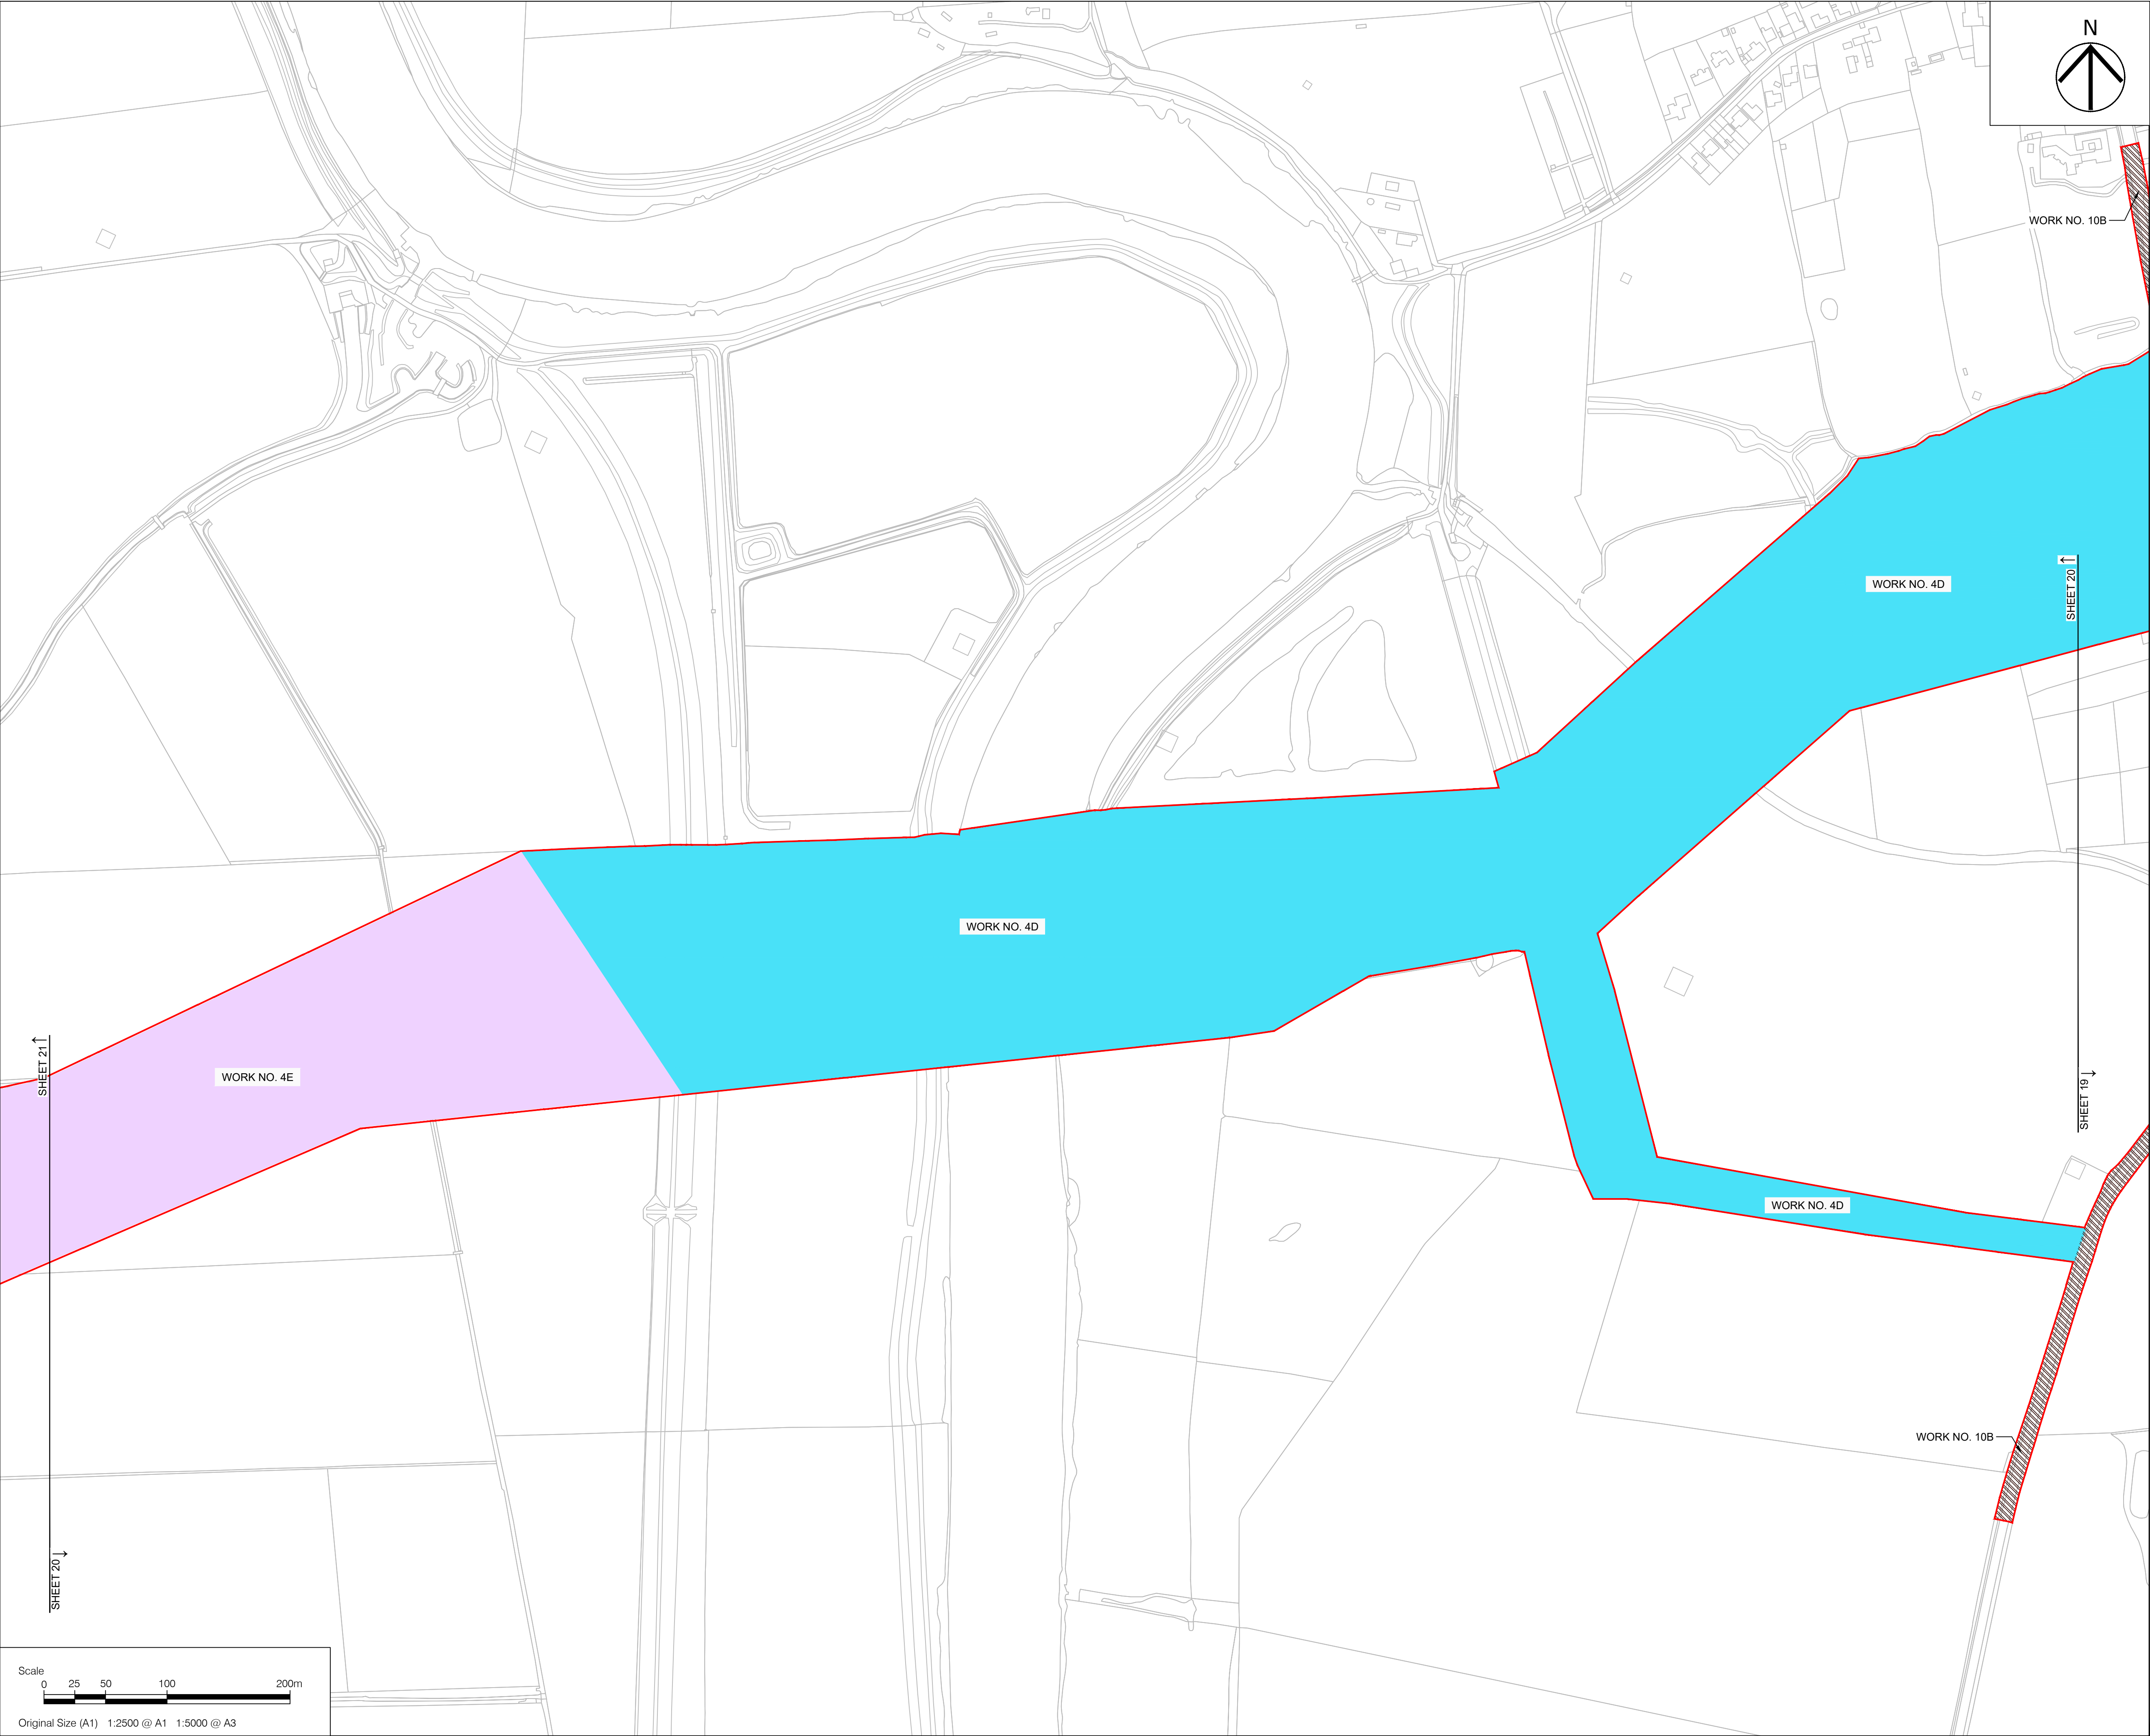 N
WORK NO. 10B
SHEET 20
WORK NO. 4D
WORK NO. 4D
SHEET 21
WORK NO. 4E
SHEET 19
WORK NO. 4D
WORK NO. 10B
SHEET 20
Scale
0 25 50 100 200m
Original Size (A1) 1:2500 @ A1 1:5000 @ A3